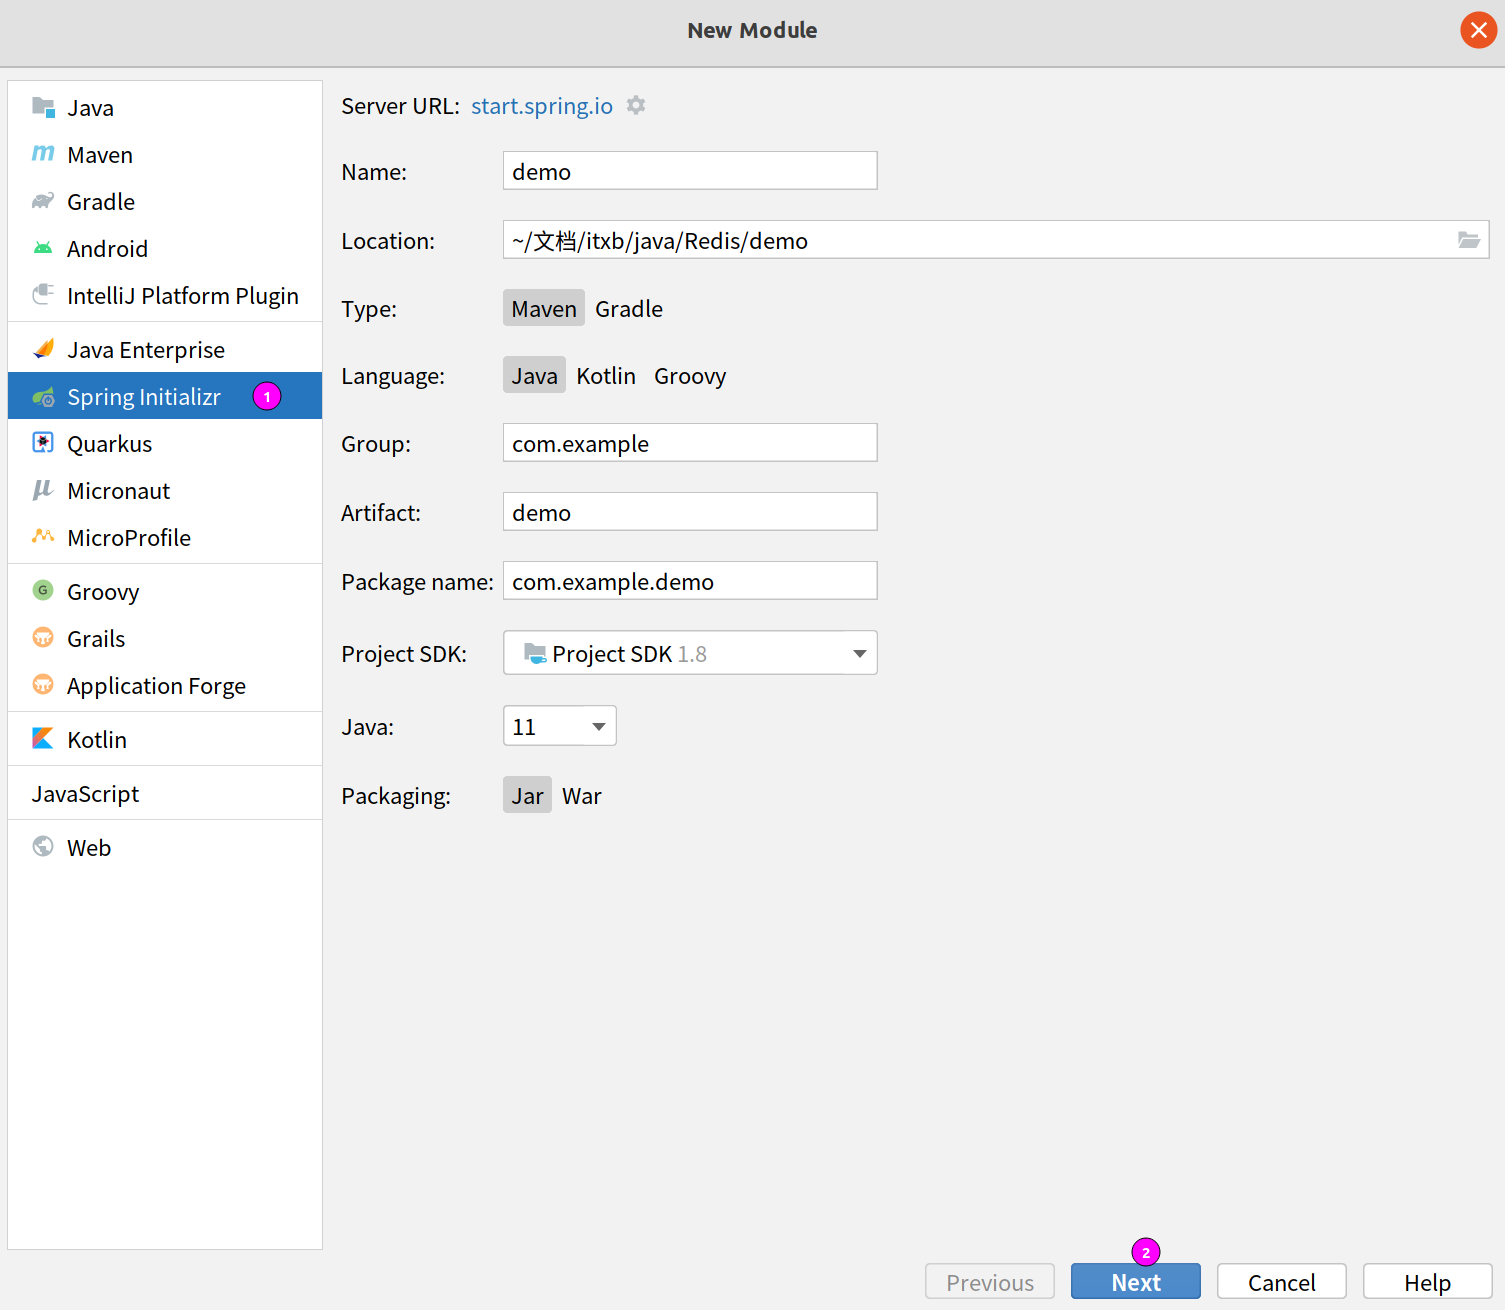 New Module
Java
Maven
Gradle
Android
IntelliJ Platform Plugin
Java Enterprise
Spring Initializr 1
Quarkus
Micronaut
MicroProfile
Groovy
Grails
Application Forge
Kotlin
JavaScript
Web
Server URL: start.spring.io
Name: demo
Location: ~/文档/itxb/java/Redis/demo
Type: Maven Gradle
Language: Java Kotlin Groovy
Group: com.example
Artifact: demo
Package name: com.example.demo
Project SDK: Project SDK 1.8
Java: 11
Packaging: Jar War
2
Previous Next Cancel Help